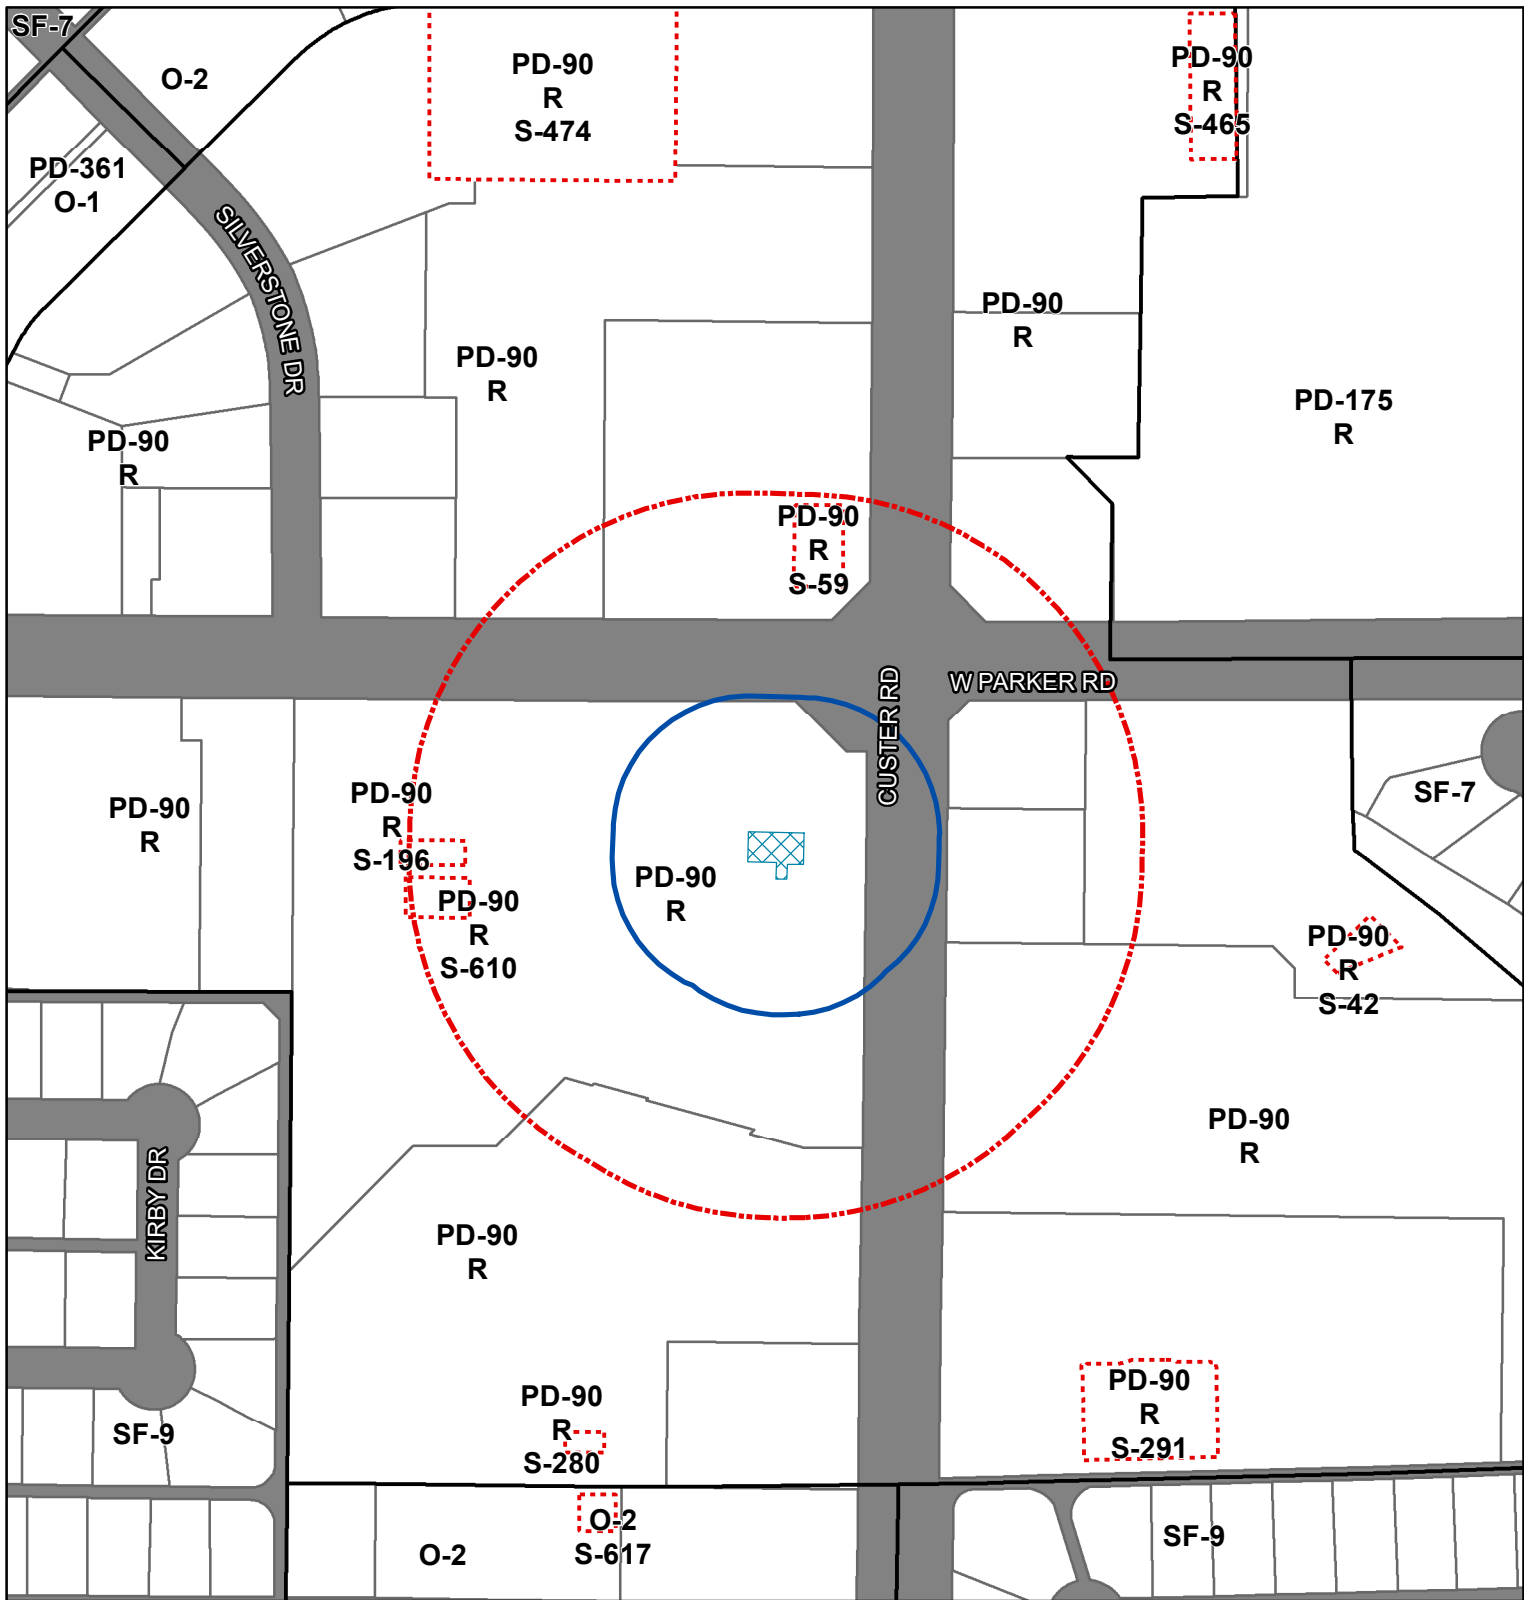 SF-7
O-2
PD-90
R
S-474
PD-90
R
S-465
PD-361
O-1
SILVERSTONE DR
PD-90
R
PD-90
R
PD-175
R
PD-90
R
PD-90
R
S-59
W PARKER RD
CUSTER RD
PD-90
R
PD-90
R
S-196
SF-7
PD-90
R
PD-90
R
S-610
PD-90
R
S-42
PD-90
R
KIRBY DR
PD-90
R
PD-90
R
S-280
PD-90
R
S-291
SF-9
O-2
S-617
O-2
SF-9